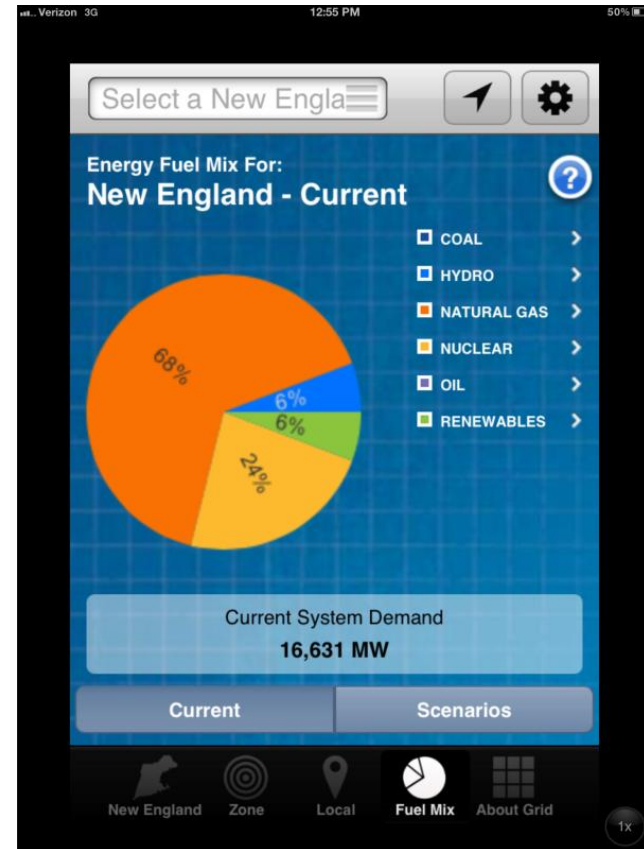 Verizon 3G 12:55 PM 50%
Select a New Engla
Energy Fuel Mix For:
New England - Current
?
COAL
HYDRO
NATURAL GAS
NUCLEAR
OIL
RENEWABLES
68%
6%
6%
24%
Current System Demand
16,631 MW
Current Scenarios
New England Zone Local Fuel Mix About Grid
1x